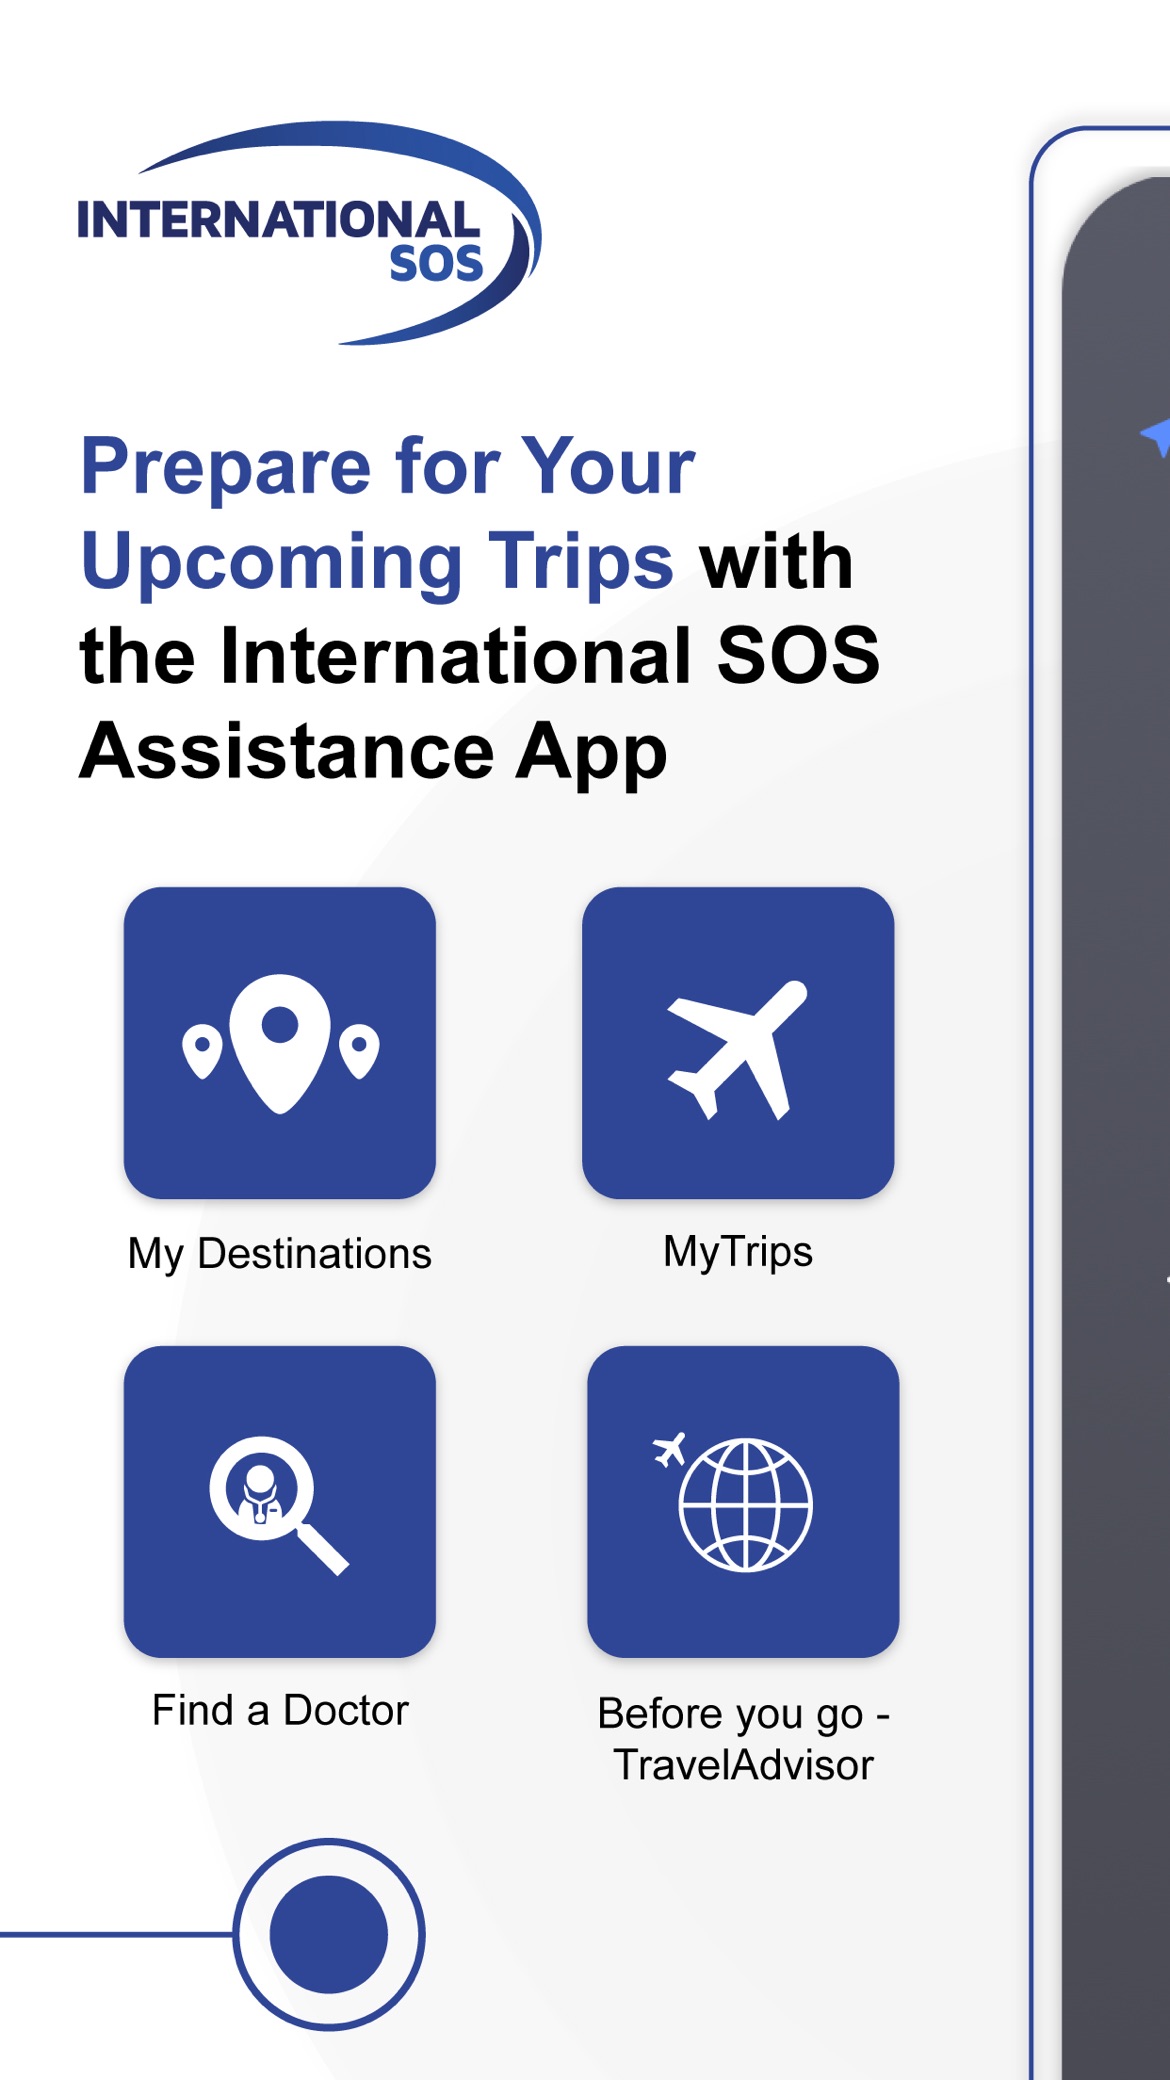 INTERNATIONAL
SOS
Prepare for Your
Upcoming Trips with
the International SOS
Assistance App
My Destinations
MyTrips
Find a Doctor
Before you go -
TravelAdvisor